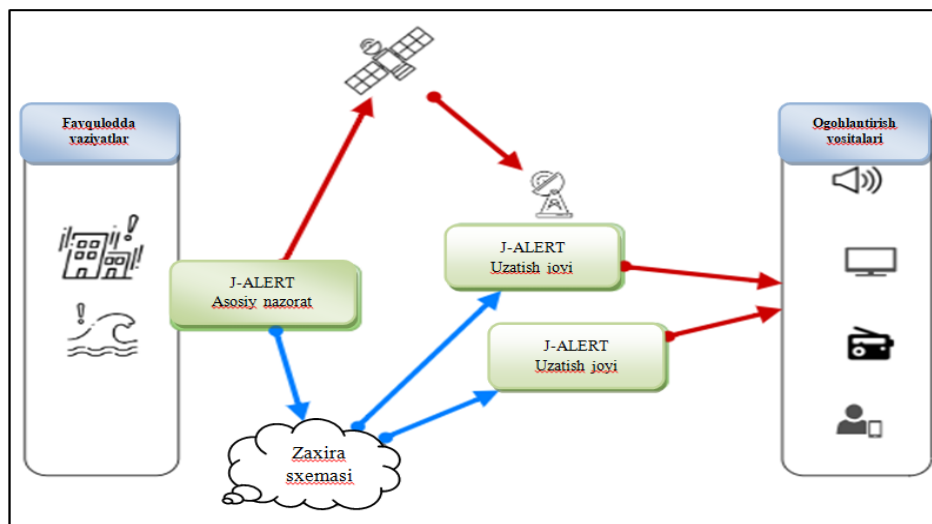 Favqulodda
vaziyatlar
Ogohlantirish
vositalari
J-ALERT
Uzatish joyi
J-ALERT
Asosiy nazorat
J-ALERT
Uzatish joyi
Zaxira
sxemasi